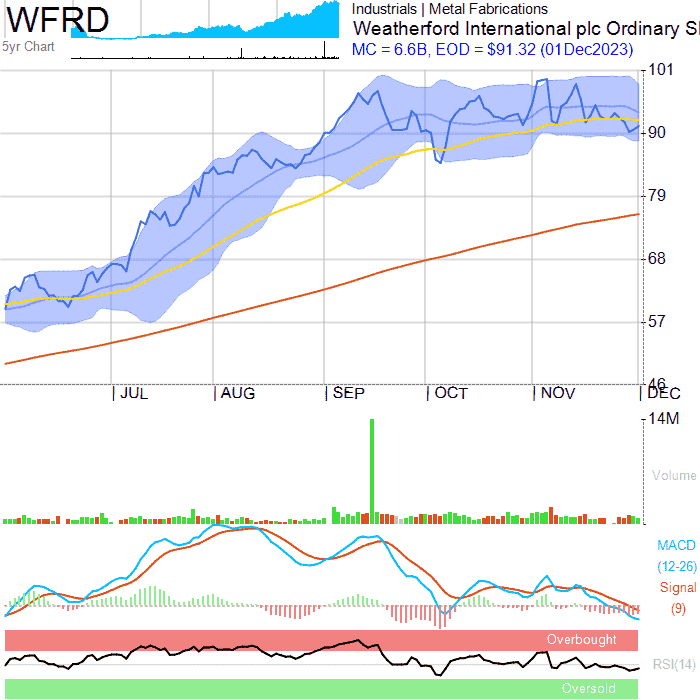 WFRD
5yr Chart
Industrials | Metal Fabrications
Weatherford International plc Ordinary
MC = 6.6B, EOD = $91.32 (01Dec2023)
101
90
79
68
57
46
JUL AUG SEP OCT NOV DEC
14M
Volume
MACD
(12-26)
Signal
(9)
Overbought
RSI(14)
Oversold